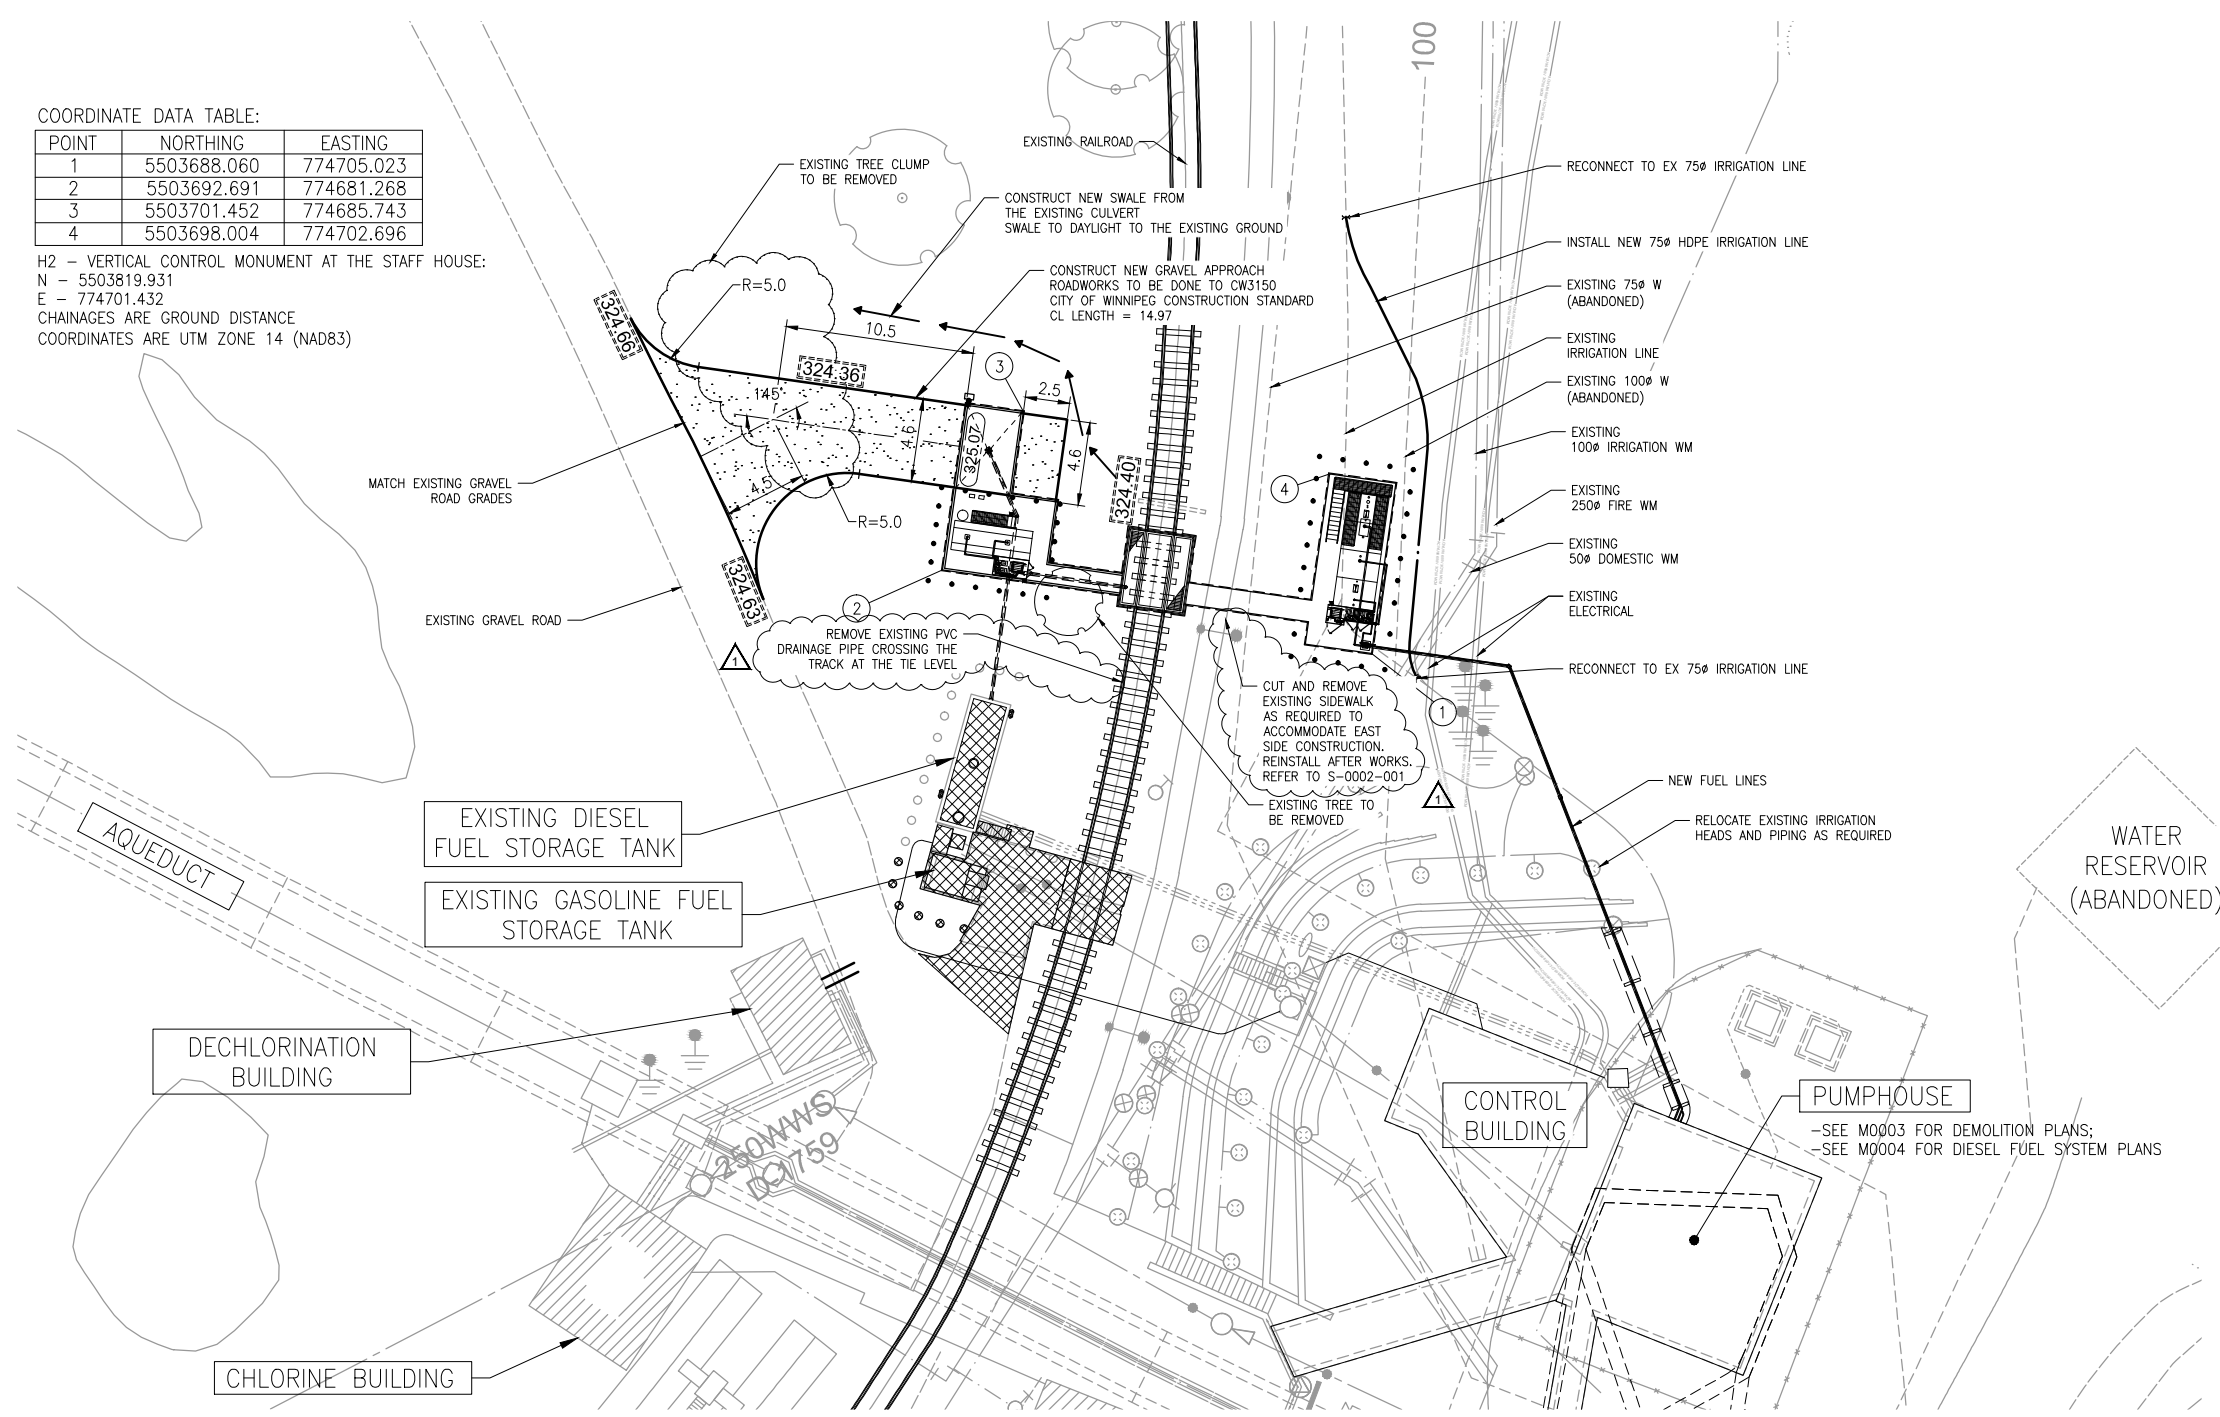 COORDINATE DATA TABLE:
POINT NORTHING EASTING
1 5503688.060 774705.023
2 5503692.691 774681.268
3 5503701.452 774685.743
4 5503698.004 774702.696
H2 - VERTICAL CONTROL MONUMENT AT THE STAFF HOUSE:
N - 5503819.931
E - 774701.432
CHAINAGES ARE GROUND DISTANCE
COORDINATES ARE UTM ZONE 14 (NAD83)
100
EXISTING RAILROAD
EXISTING TREE CLUMP
TO BE REMOVED
CONSTRUCT NEW SWALE FROM
THE EXISTING CULVERT
SWALE TO DAYLIGHT TO THE EXISTING GROUND
CONSTRUCT NEW GRAVEL APPROACH
ROADWORKS TO BE DONE TO CW3150
CITY OF WINNIPEG CONSTRUCTION STANDARD
CL LENGTH = 14.97
R=5.0
324.66
10.5
324.36
3
2.5
145°
4.6
325.07
4.6
324.40
4.5
R=5.0
324.63
4
2
1
MATCH EXISTING GRAVEL
ROAD GRADES
EXISTING GRAVEL ROAD
RECONNECT TO EX 75ø IRRIGATION LINE
INSTALL NEW 75ø HDPE IRRIGATION LINE
EXISTING 75ø W
(ABANDONED)
EXISTING
IRRIGATION LINE
EXISTING 100ø W
(ABANDONED)
EXISTING
100ø IRRIGATION WM
EXISTING
250ø FIRE WM
EXISTING
50ø DOMESTIC WM
EXISTING
ELECTRICAL
RECONNECT TO EX 75ø IRRIGATION LINE
REMOVE EXISTING PVC
DRAINAGE PIPE CROSSING THE
TRACK AT THE TIE LEVEL
1
CUT AND REMOVE
EXISTING SIDEWALK
AS REQUIRED TO
ACCOMMODATE EAST
SIDE CONSTRUCTION.
REINSTALL AFTER WORKS.
REFER TO S-0002-001
1
EXISTING TREE TO
BE REMOVED
NEW FUEL LINES
RELOCATE EXISTING IRRIGATION
HEADS AND PIPING AS REQUIRED
EXISTING DIESEL
FUEL STORAGE TANK
EXISTING GASOLINE FUEL
STORAGE TANK
AQUEDUCT
WATER
RESERVOIR
(ABANDONED)
DECHLORINATION
BUILDING
250WWS
DC1759
CONTROL
BUILDING
PUMPHOUSE
-SEE M0003 FOR DEMOLITION PLANS;
-SEE M0004 FOR DIESEL FUEL SYSTEM PLANS
CHLORINE BUILDING